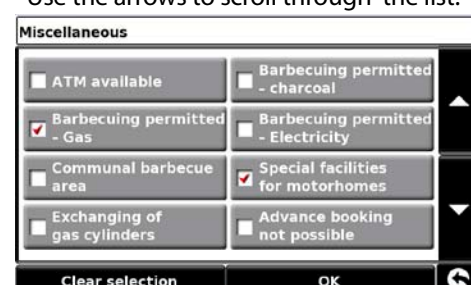 Use the arrows to scroll through the list.
Miscellaneous
ATM available
Barbecuing permitted
- charcoal
Barbecuing permitted
- Gas
Barbecuing permitted
- Electricity
Communal barbecue
area
Special facilities
for motorhomes
Exchanging of
gas cylinders
Advance booking
not possible
Clear selection
OK